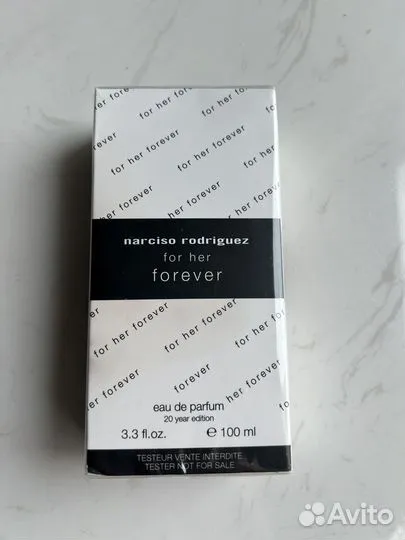 for her forever
for her forever
for her forever
for her forever
narciso rodriguez
for her
forever
for her forever
for her forever
for her forever
eau de parfum
20 year edition
3.3 fl.oz. ℮ 100 ml
TESTEUR VENTE INTERDITE
TESTER NOT FOR SALE
Avito